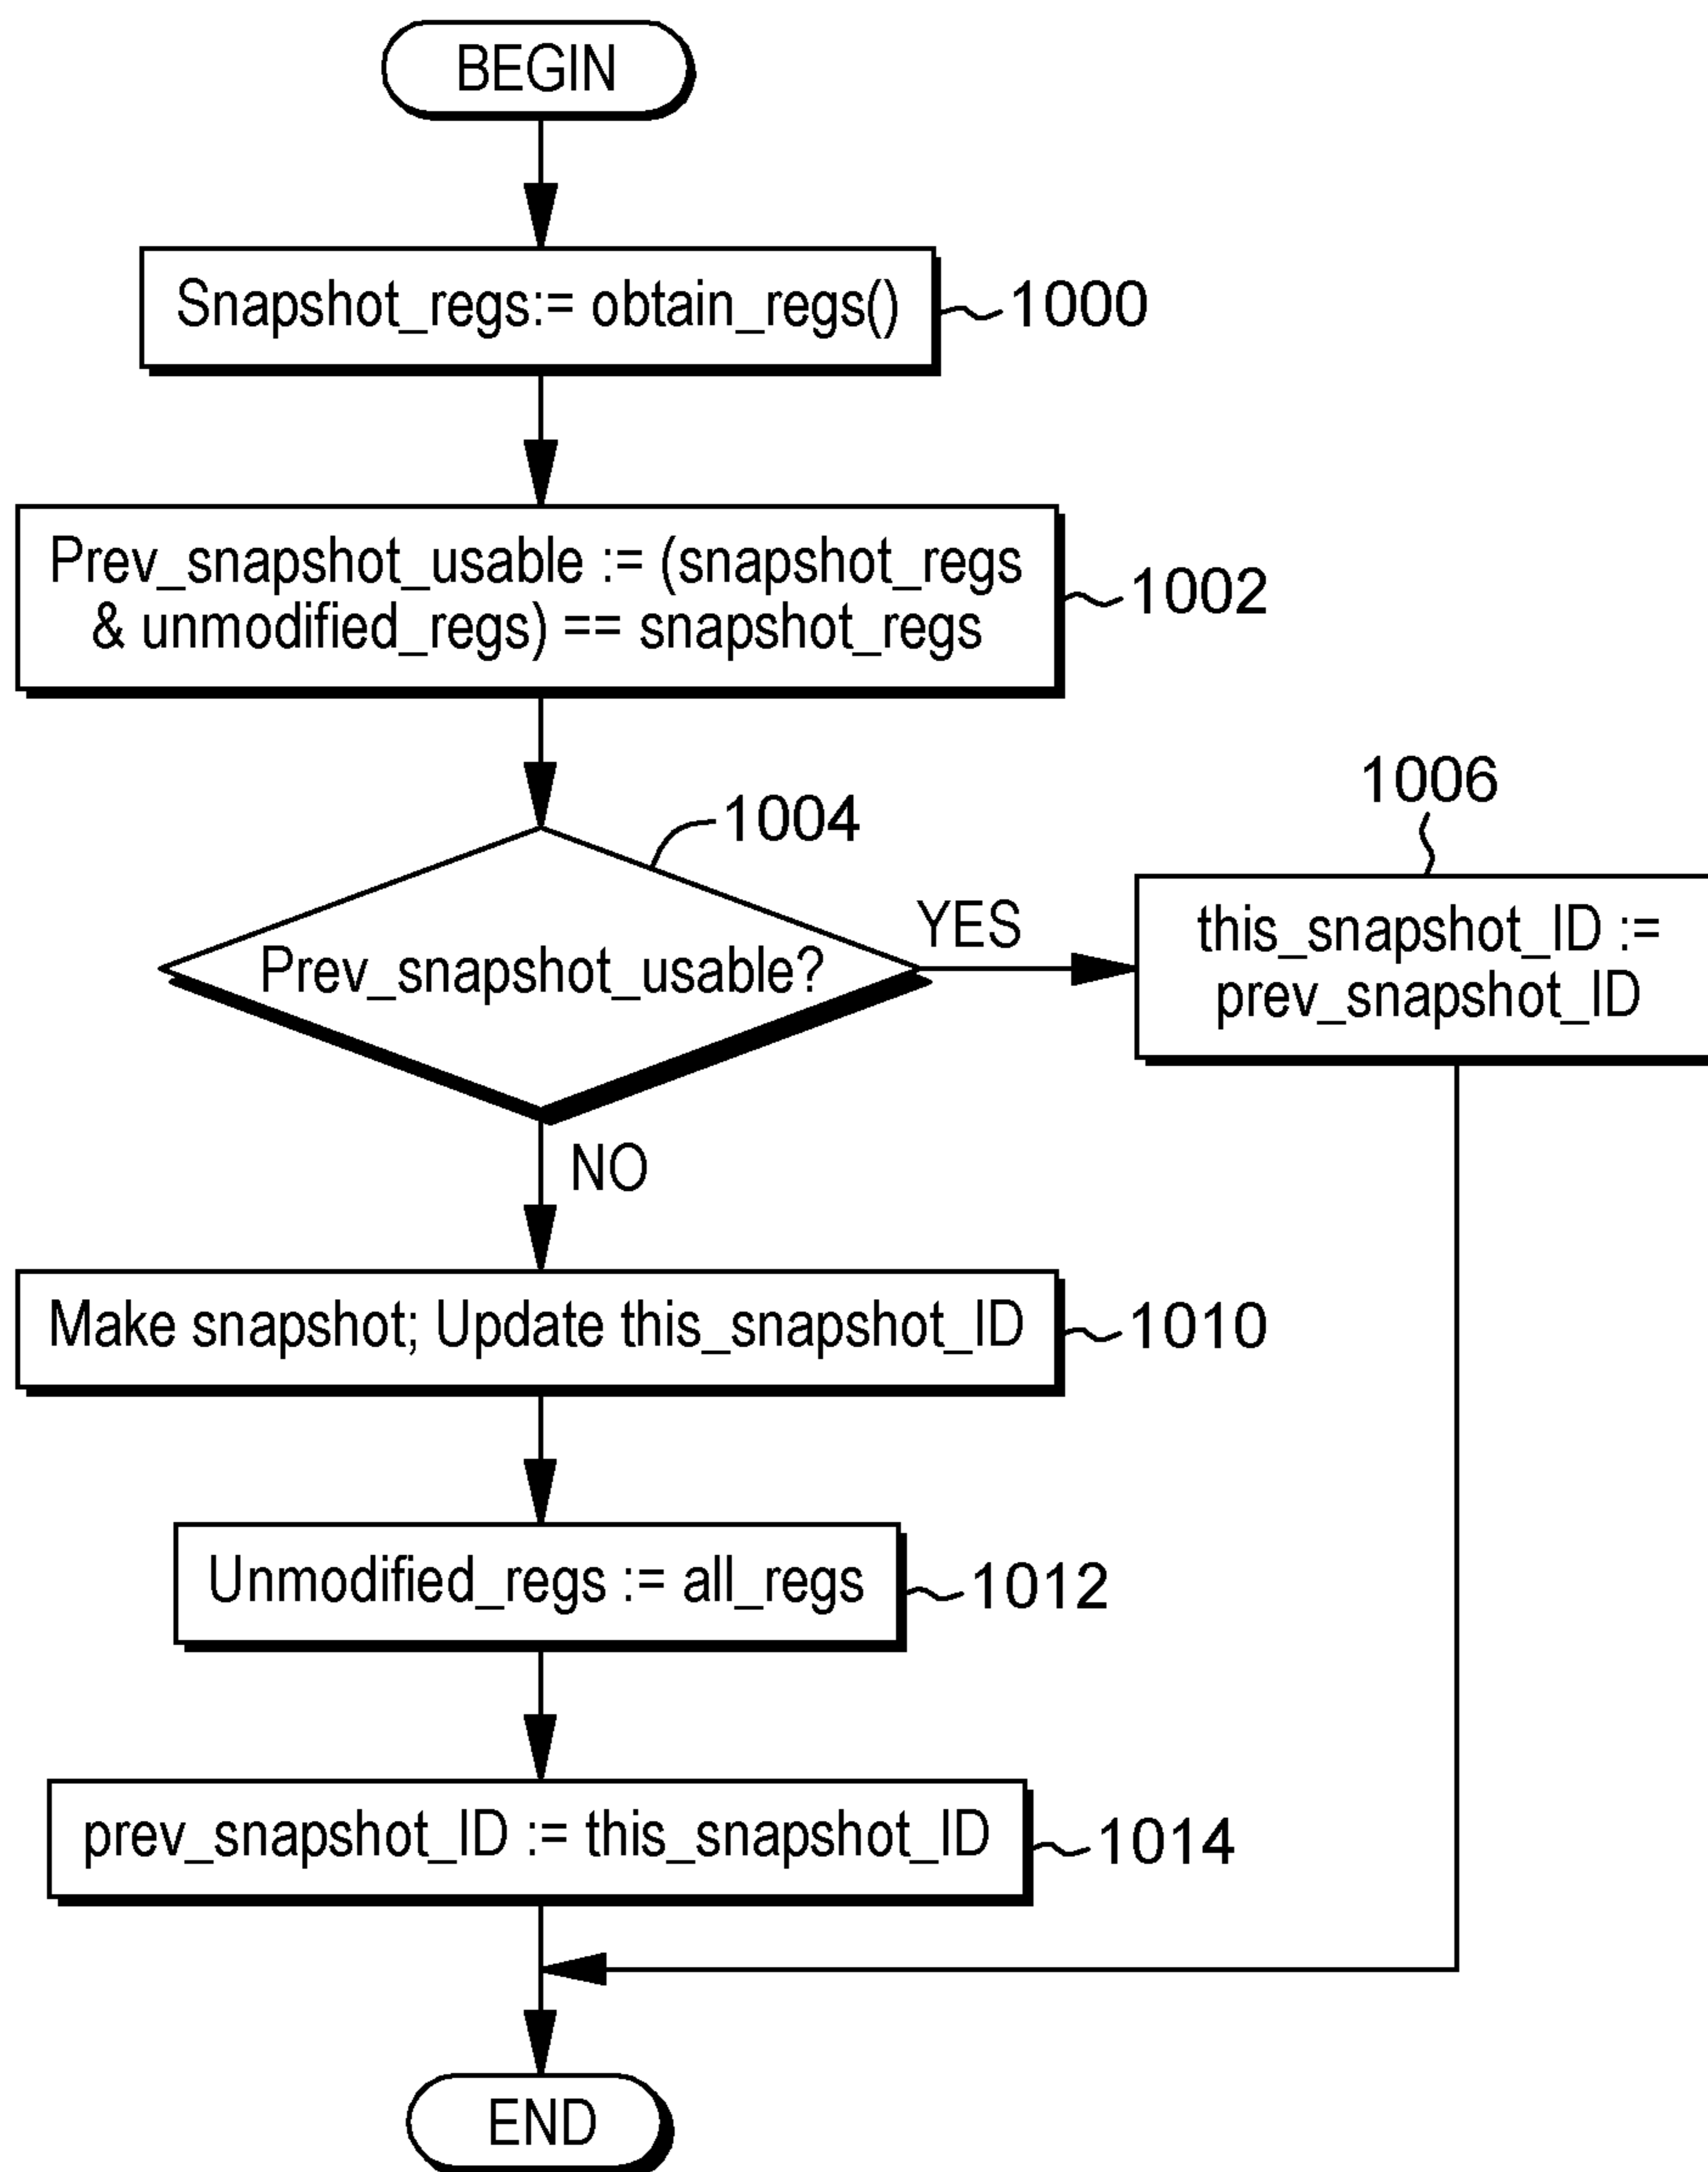 BEGIN
Snapshot_regs:= obtain_regs()
1000
Prev_snapshot_usable := (snapshot_regs
& unmodified_regs) == snapshot_regs
1002
1004
Prev_snapshot_usable?
YES
1006
this_snapshot_ID :=
prev_snapshot_ID
NO
Make snapshot; Update this_snapshot_ID
1010
Unmodified_regs := all_regs
1012
prev_snapshot_ID := this_snapshot_ID
1014
END